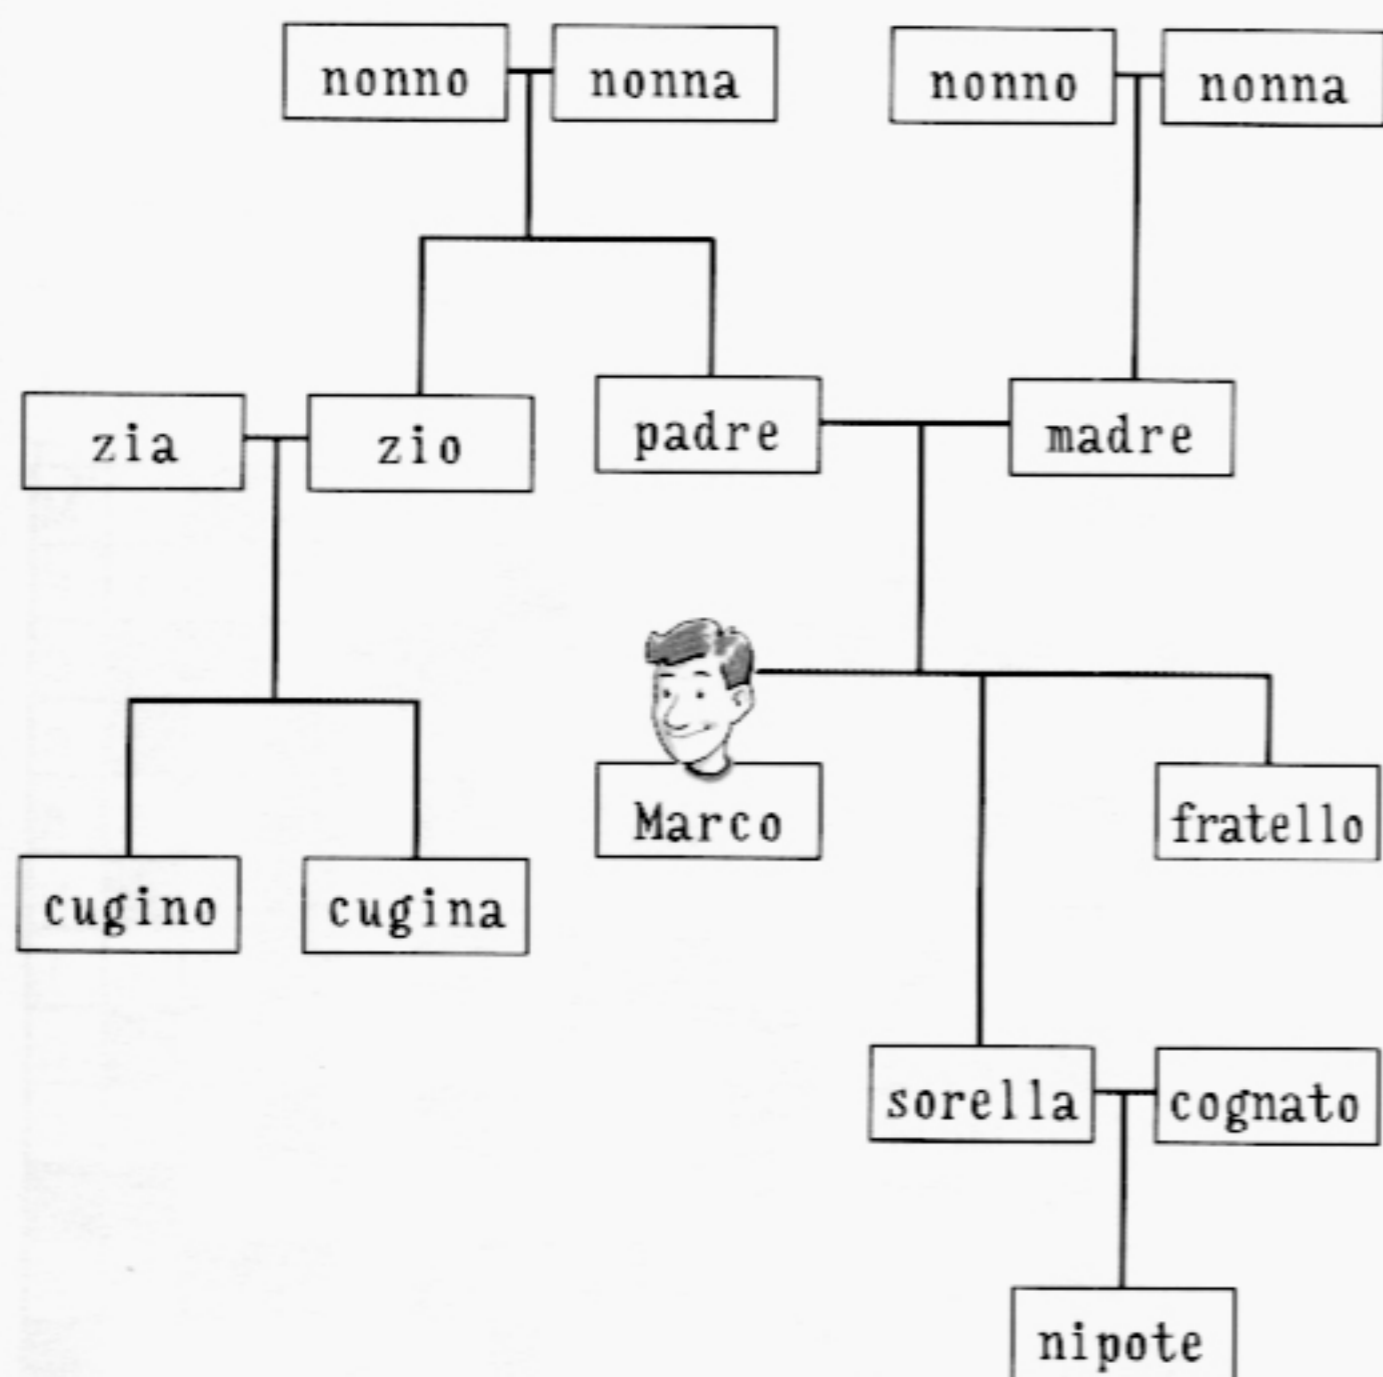 nonno nonna nonno nonna
zia zio padre madre
Marco fratello
cugino cugina
sorella cognato
nipote